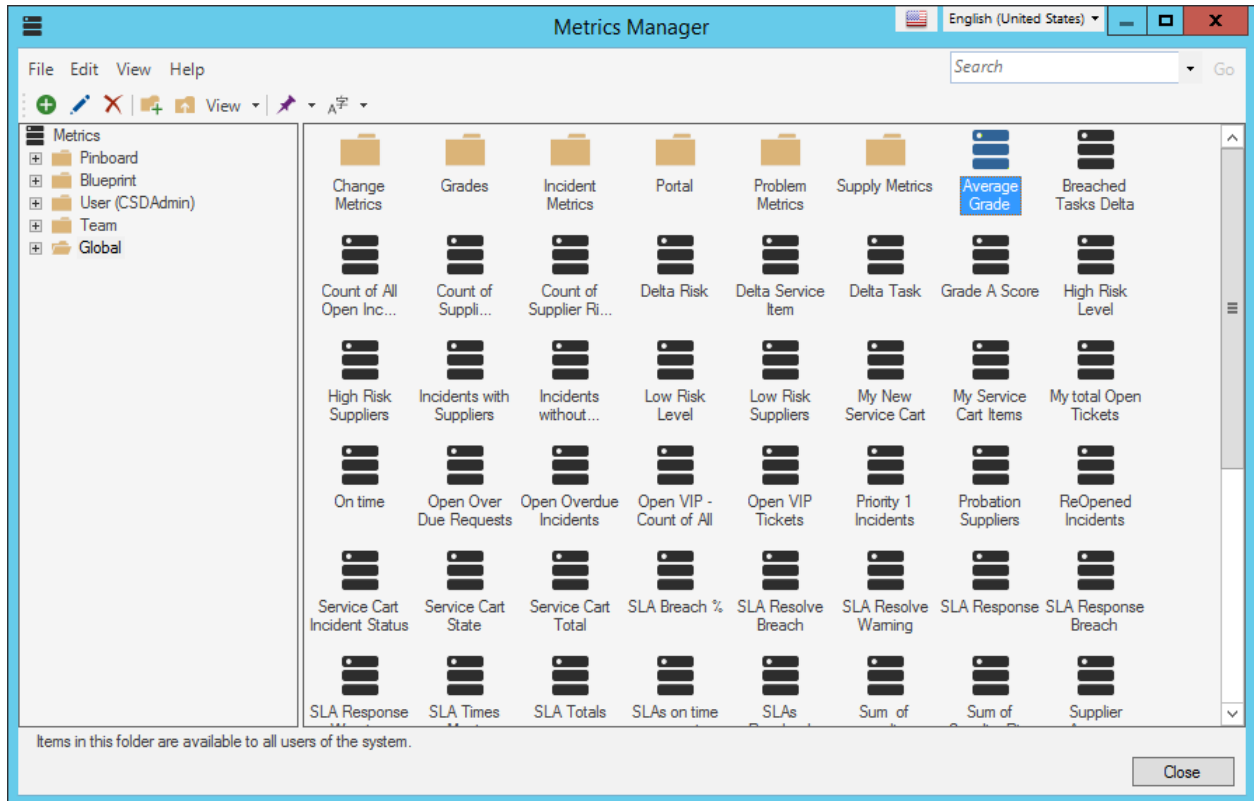 Metrics Manager
English (United States)
File Edit View Help
Search
Go
View
A字
Metrics
Pinboard
Blueprint
User (CSDAdmin)
Team
Global
Change Metrics
Grades
Incident Metrics
Portal
Problem Metrics
Supply Metrics
Average Grade
Breached Tasks Delta
Count of All Open Inc...
Count of Suppli...
Count of Supplier Ri...
Delta Risk
Delta Service Item
Delta Task
Grade A Score
High Risk Level
High Risk Suppliers
Incidents with Suppliers
Incidents without...
Low Risk Level
Low Risk Suppliers
My New Service Cart
My Service Cart Items
My total Open Tickets
On time
Open Over Due Requests
Open Overdue Incidents
Open VIP - Count of All
Open VIP Tickets
Priority 1 Incidents
Probation Suppliers
ReOpened Incidents
Service Cart Incident Status
Service Cart State
Service Cart Total
SLA Breach %
SLA Resolve Breach
SLA Resolve Warning
SLA Response
SLA Response Breach
SLA Response
SLA Times
SLA Totals
SLAs on time
SLAs
Sum of
Sum of
Supplier
Items in this folder are available to all users of the system.
Close